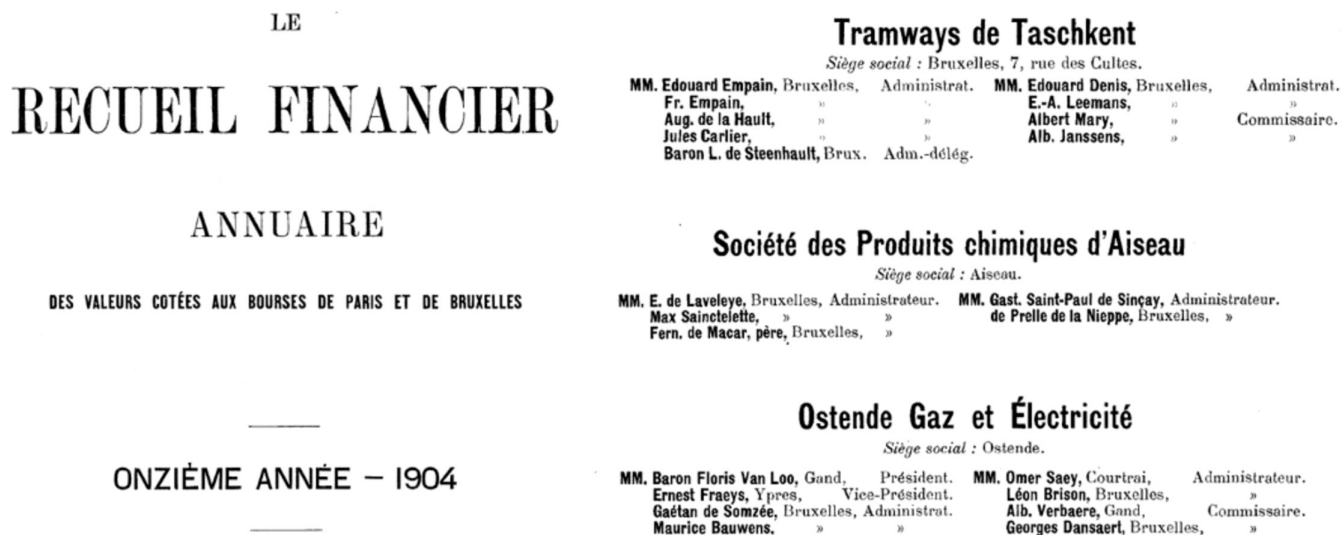 LE
RECUEIL FINANCIER
ANNUAIRE
DES VALEURS COTÉES AUX BOURSES DE PARIS ET DE BRUXELLES
ONZIÈME ANNÉE – 1904
Tramways de Taschkent
Siège social : Bruxelles, 7, rue des Cultes.
MM. Edouard Empain, Bruxelles, Administrat.
Fr. Empain, » »
Aug. de la Hault, » »
Jules Carlier, » »
Baron L. de Steenhault, Brux. Adm.-délég.
MM. Edouard Denis, Bruxelles, Administrat.
E.-A. Leemans, » »
Albert Mary, » Commissaire.
Alb. Janssens, » »
Société des Produits chimiques d'Aiseau
Siège social : Aiseau.
MM. E. de Laveleye, Bruxelles, Administrateur.
Max Sainctelette, » »
Fern. de Macar, père, Bruxelles, »
MM. Gast. Saint-Paul de Sinçay, Administrateur.
de Prelle de la Nieppe, Bruxelles, »
Ostende Gaz et Électricité
Siège social : Ostende.
MM. Baron Floris Van Loo, Gand, Président.
Ernest Fraeys, Ypres, Vice-Président.
Gaétan de Somzée, Bruxelles, Administrat.
Maurice Bauwens, » »
MM. Omer Saey, Courtrai, Administrateur.
Léon Brison, Bruxelles, »
Alb. Verbaere, Gand, Commissaire.
Georges Dansaert, Bruxelles, »